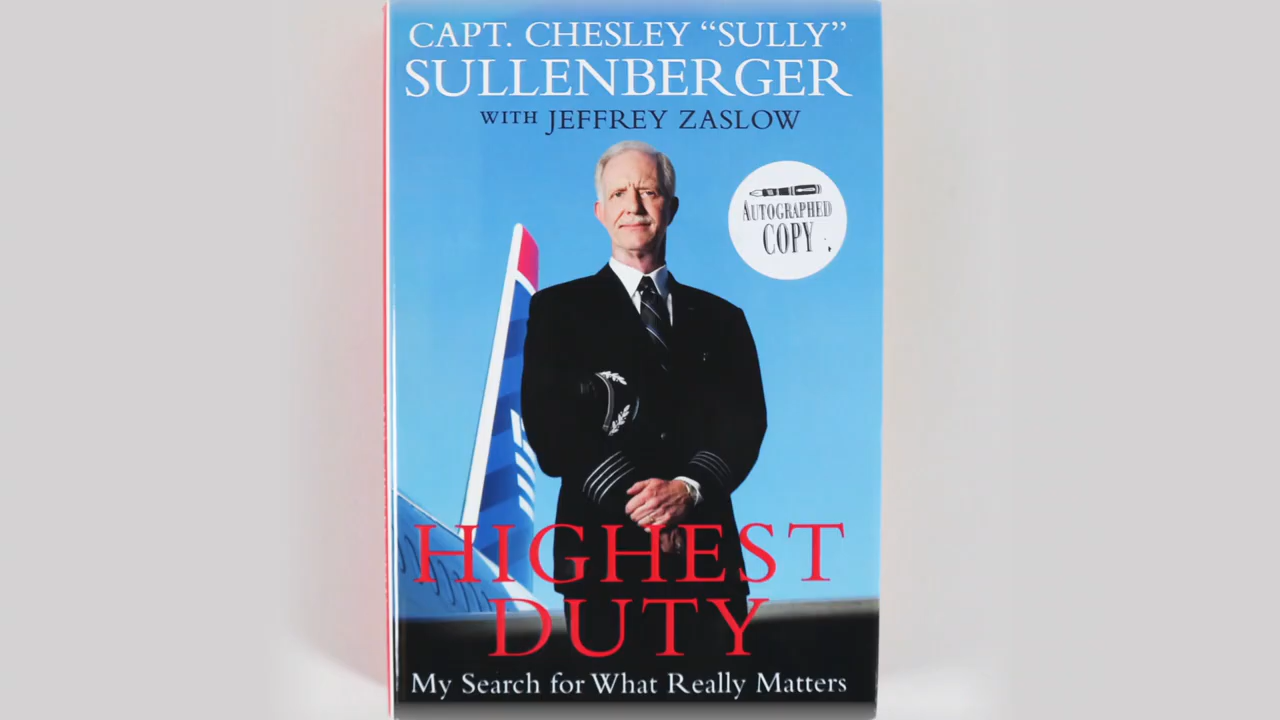 CAPT. CHESLEY “SULLY”
SULLENBERGER
WITH JEFFREY ZASLOW
AUTOGRAPHED
COPY
HIGHEST
DUTY
My Search for What Really Matters